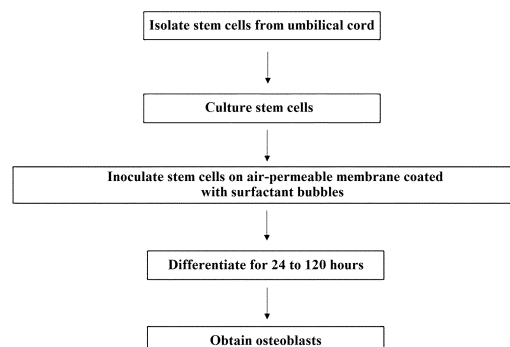 Isolate stem cells from umbilical cord
Culture stem cells
Inoculate stem cells on air-permeable membrane coated
with surfactant bubbles
Differentiate for 24 to 120 hours
Obtain osteoblasts